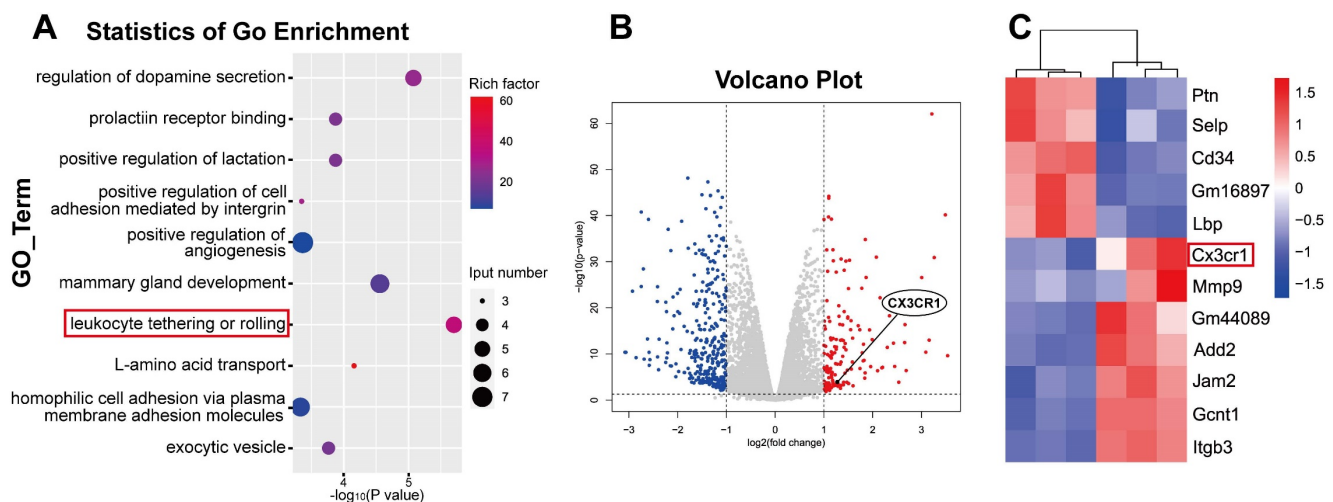 A
Statistics of Go Enrichment
GO_Term
regulation of dopamine secretion
prolactiin receptor binding
positive regulation of lactation
positive regulation of cell
adhesion mediated by intergrin
positive regulation of
angiogenesis
mammary gland development
leukocyte tethering or rolling
L-amino acid transport
homophilic cell adhesion via plasma
membrane adhesion molecules
exocytic vesicle
4
5
-log₁₀(P value)
Rich factor
60
40
20
Iput number
3
4
5
6
7
B
Volcano Plot
−log10(p−value)
60
50
40
30
20
10
0
CX3CR1
−3
−2
−1
0
1
2
3
log2(fold change)
C
Ptn
Selp
Cd34
Gm16897
Lbp
Cx3cr1
Mmp9
Gm44089
Add2
Jam2
Gcnt1
Itgb3
1.5
1
0.5
0
−0.5
−1
−1.5